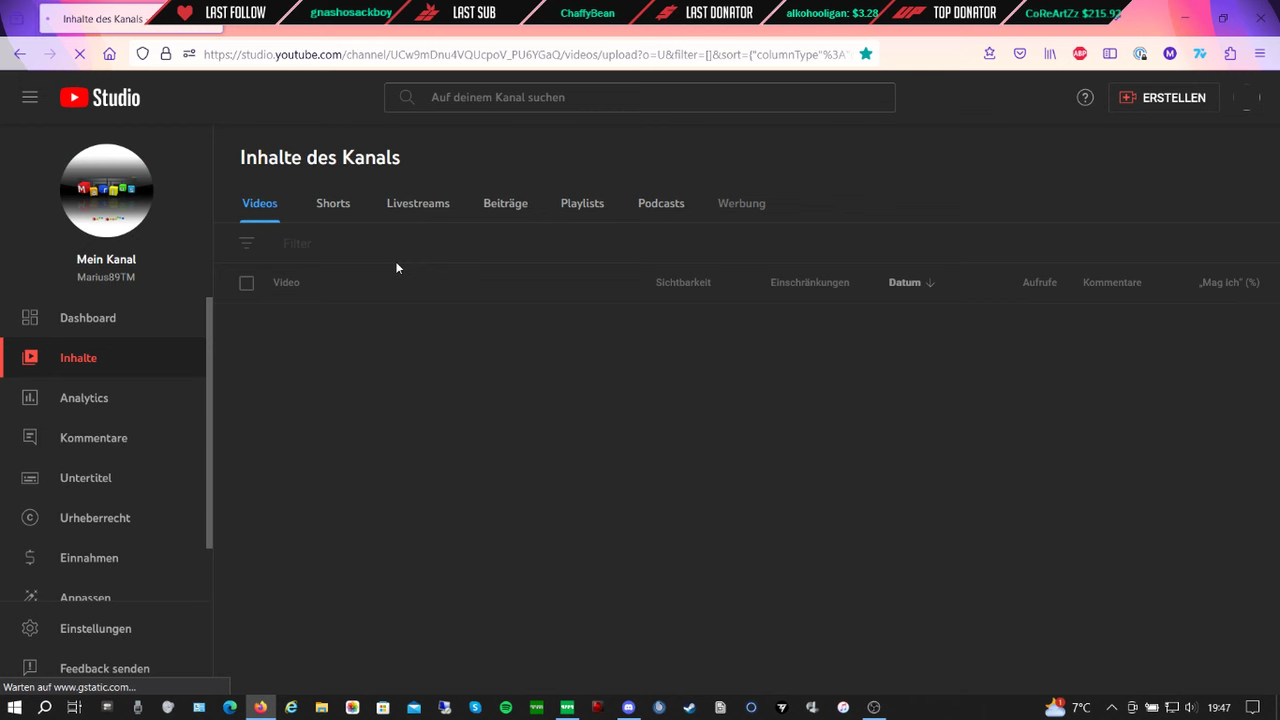 Inhalte des Kanals
LAST FOLLOW gnashosackboy LAST SUB ChaffyBean LAST DONATOR alkohooligan: $3.28 TOP DONATOR CoReArtZz $215.92
https://studio.youtube.com/channel/UCw9mDnu4VQUcpoV_PU6YGaQ/videos/upload?o=U&filter=[]&sort={"columnType"%3A"
Studio
Auf deinem Kanal suchen
ERSTELLEN
Inhalte des Kanals
Videos Shorts Livestreams Beiträge Playlists Podcasts Werbung
Filter
Video Sichtbarkeit Einschränkungen Datum Aufrufe Kommentare „Mag ich“ (%)
Mein Kanal
Marius89TM
Dashboard
Inhalte
Analytics
Kommentare
Untertitel
Urheberrecht
Einnahmen
Anpassen
Einstellungen
Feedback senden
Warten auf www.gstatic.com...
7°C 19:47